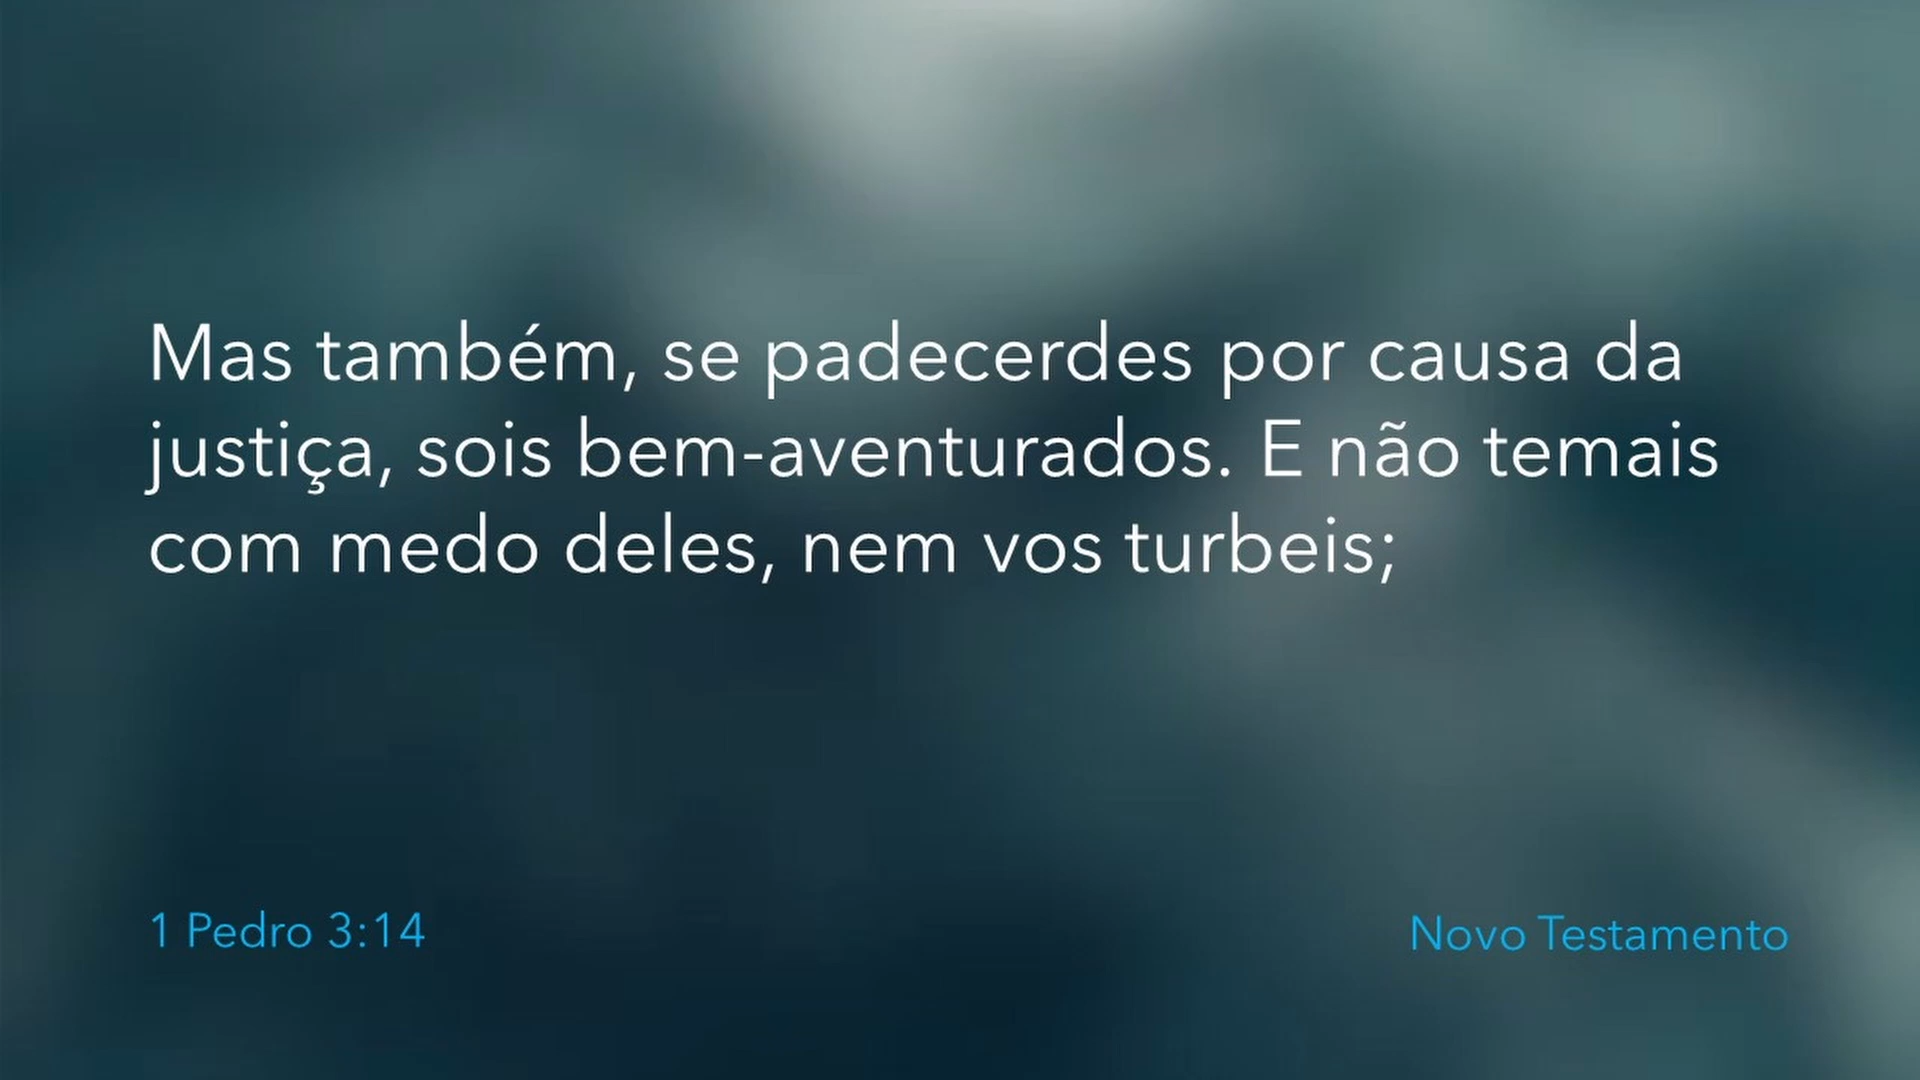 Mas também, se padecerdes por causa da
justiça, sois bem-aventurados. E não temais
com medo deles, nem vos turbeis;
1 Pedro 3:14
Novo Testamento